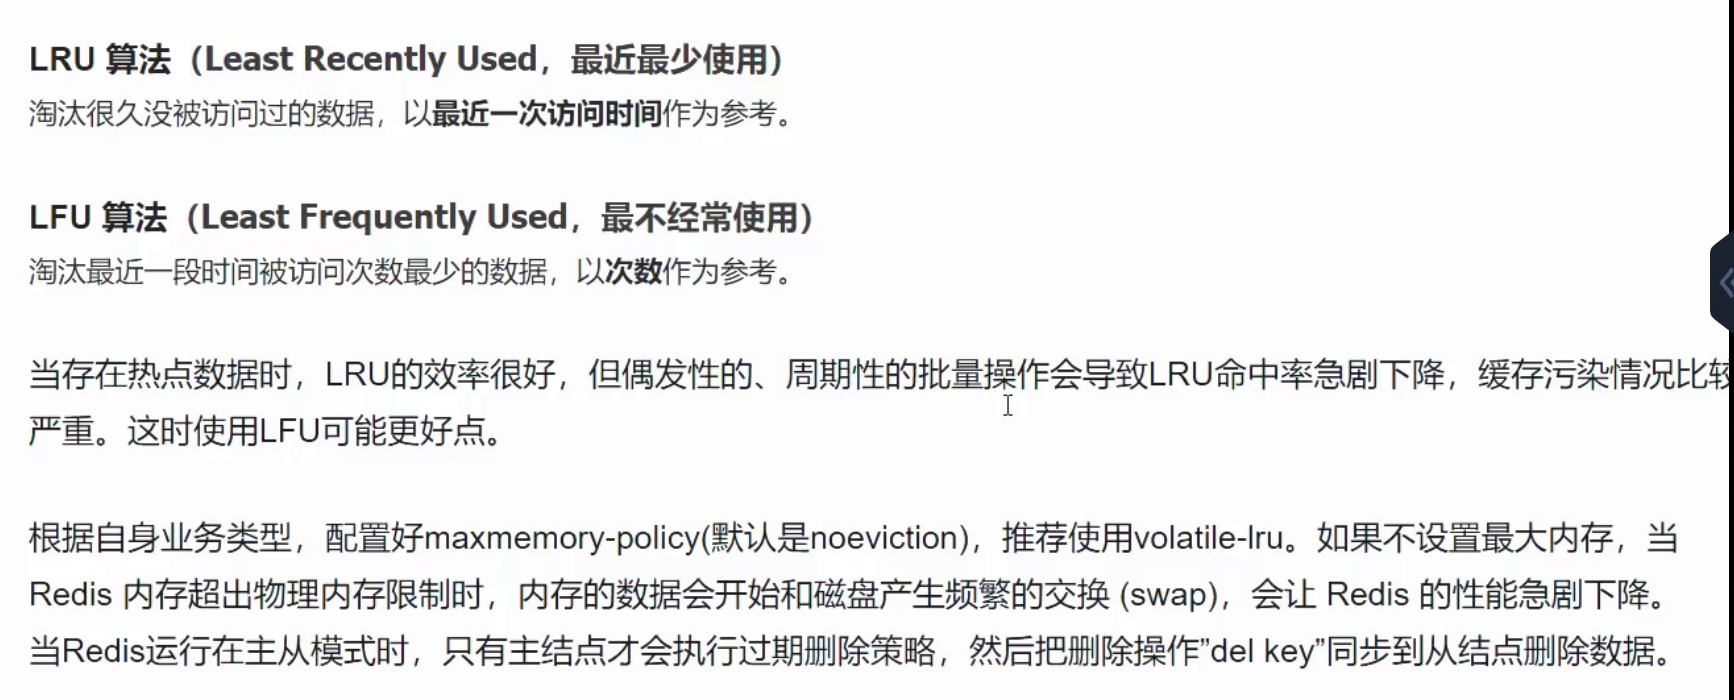 LRU 算法（Least Recently Used，最近最少使用）
淘汰很久没被访问过的数据，以最近一次访问时间作为参考。
LFU 算法（Least Frequently Used，最不经常使用）
淘汰最近一段时间被访问次数最少的数据，以次数作为参考。
当存在热点数据时，LRU的效率很好，但偶发性的、周期性的批量操作会导致LRU命中率急剧下降，缓存污染情况比较
严重。这时使用LFU可能更好点。
根据自身业务类型，配置好maxmemory-policy(默认是noeviction)，推荐使用volatile-lru。如果不设置最大内存，当
Redis 内存超出物理内存限制时，内存的数据会开始和磁盘产生频繁的交换 (swap)，会让 Redis 的性能急剧下降。
当Redis运行在主从模式时，只有主结点才会执行过期删除策略，然后把删除操作”del key”同步到从结点删除数据。